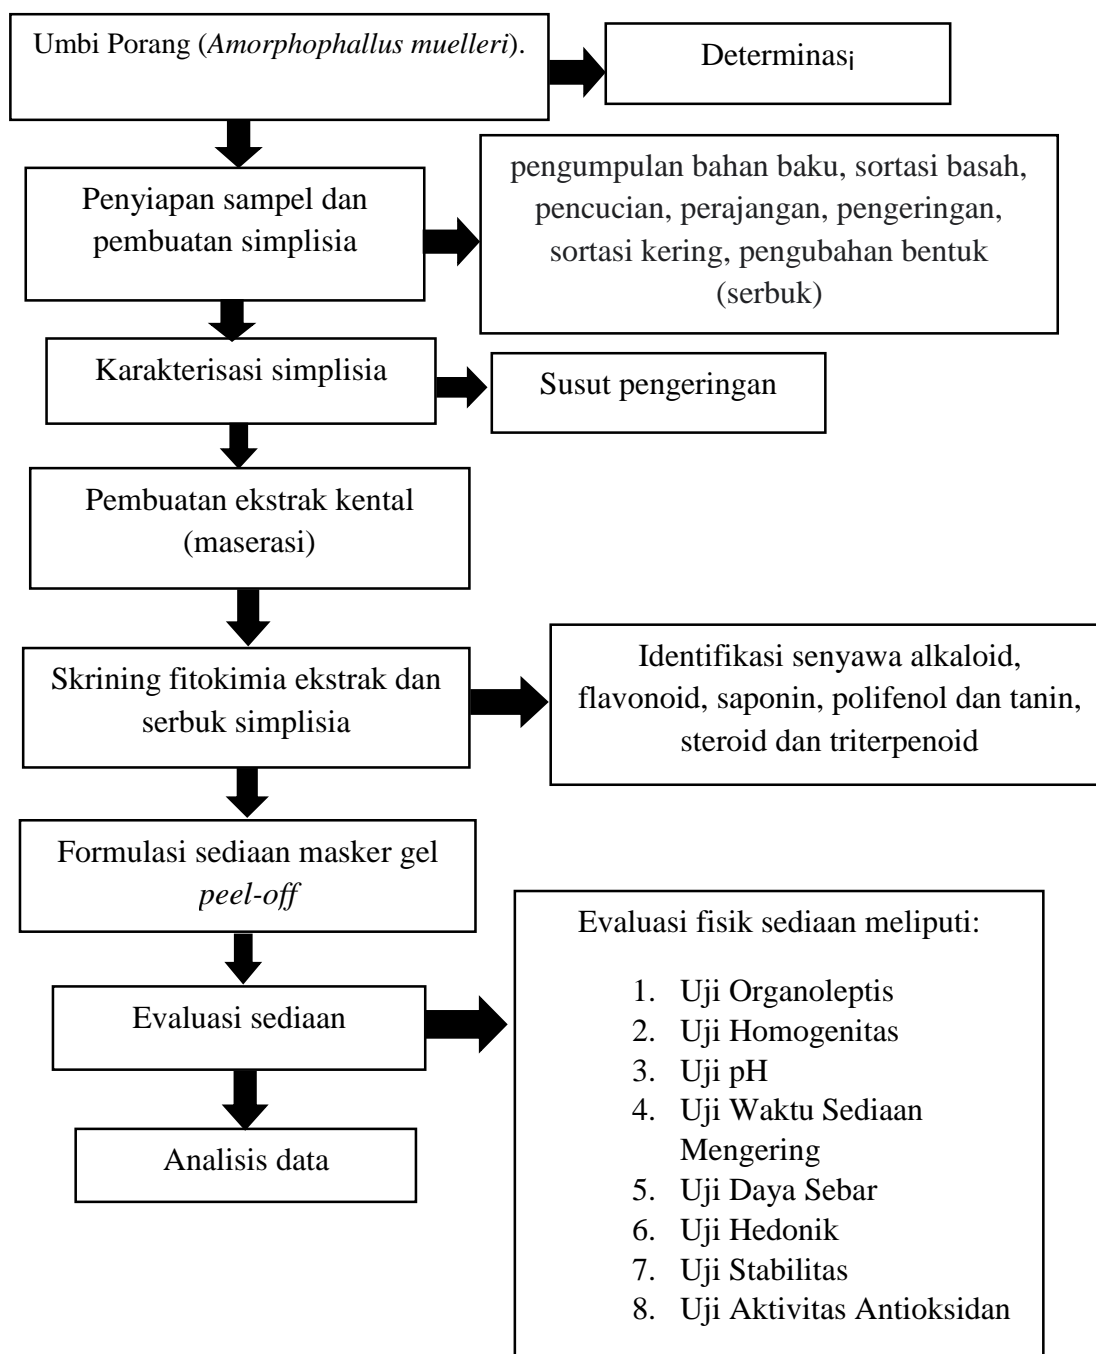 Umbi Porang (Amorphophallus muelleri).
Determinasi
Penyiapan sampel dan
pembuatan simplisia
pengumpulan bahan baku, sortasi basah,
pencucian, perajangan, pengeringan,
sortasi kering, pengubahan bentuk
(serbuk)
Karakterisasi simplisia
Susut pengeringan
Pembuatan ekstrak kental
(maserasi)
Skrining fitokimia ekstrak dan
serbuk simplisia
Identifikasi senyawa alkaloid,
flavonoid, saponin, polifenol dan tanin,
steroid dan triterpenoid
Formulasi sediaan masker gel
peel-off
Evaluasi sediaan
Evaluasi fisik sediaan meliputi:
1. Uji Organoleptis
2. Uji Homogenitas
3. Uji pH
4. Uji Waktu Sediaan
Mengering
5. Uji Daya Sebar
6. Uji Hedonik
7. Uji Stabilitas
8. Uji Aktivitas Antioksidan
Analisis data